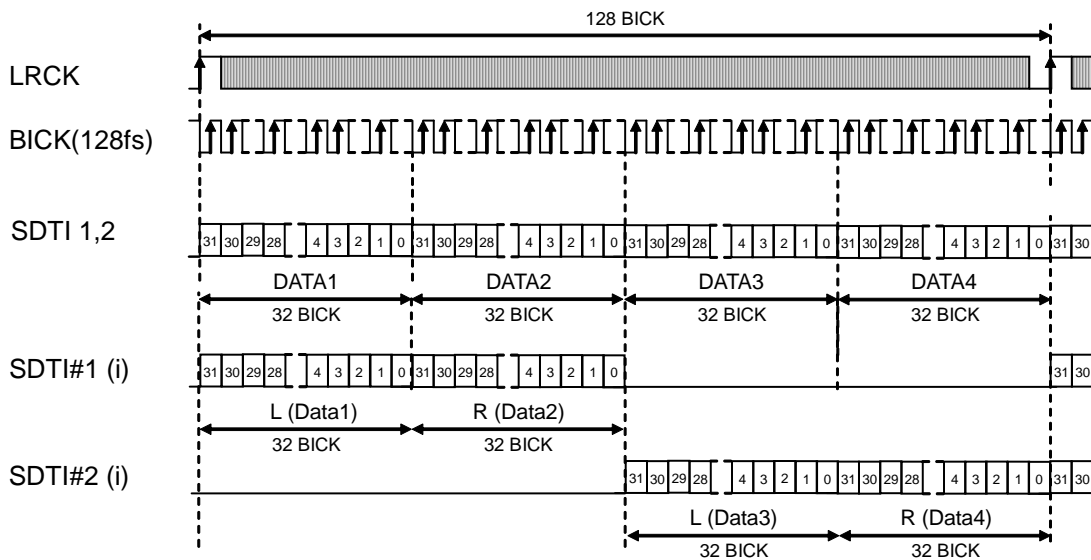 128 BICK
LRCK
BICK(128fs)
SDTI 1,2
31 30 29 28 4 3 2 1 0 31 30 29 28 4 3 2 1 0 31 30 29 28 4 3 2 1 0 31 30 29 28 4 3 2 1 0 31 30
DATA1 DATA2 DATA3 DATA4
32 BICK 32 BICK 32 BICK 32 BICK
SDTI#1 (i)
31 30 29 28 4 3 2 1 0 31 30 29 28 4 3 2 1 0 31 30
L (Data1) R (Data2)
32 BICK 32 BICK
SDTI#2 (i)
31 30 29 28 4 3 2 1 0 31 30 29 28 4 3 2 1 0 31 30
L (Data3) R (Data4)
32 BICK 32 BICK